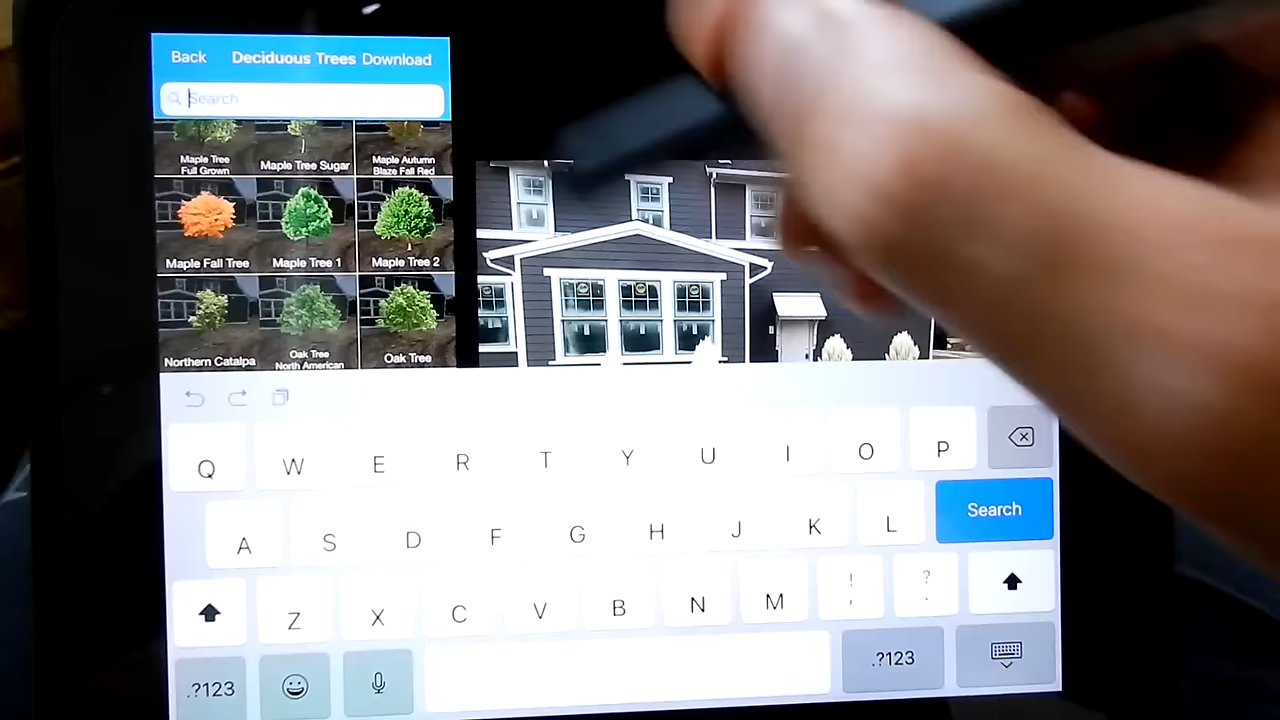 Back Deciduous Trees Download
Search
Maple Tree
Full Grown
Maple Tree Sugar
Maple Autumn
Blaze Fall Red
Maple Fall Tree
Maple Tree 1
Maple Tree 2
Northern Catalpa
Oak Tree
North American
Oak Tree
Q W E R T Y U I O P
A S D F G H J K L Search
Z X C V B N M ! , ? .
.?123 .?123